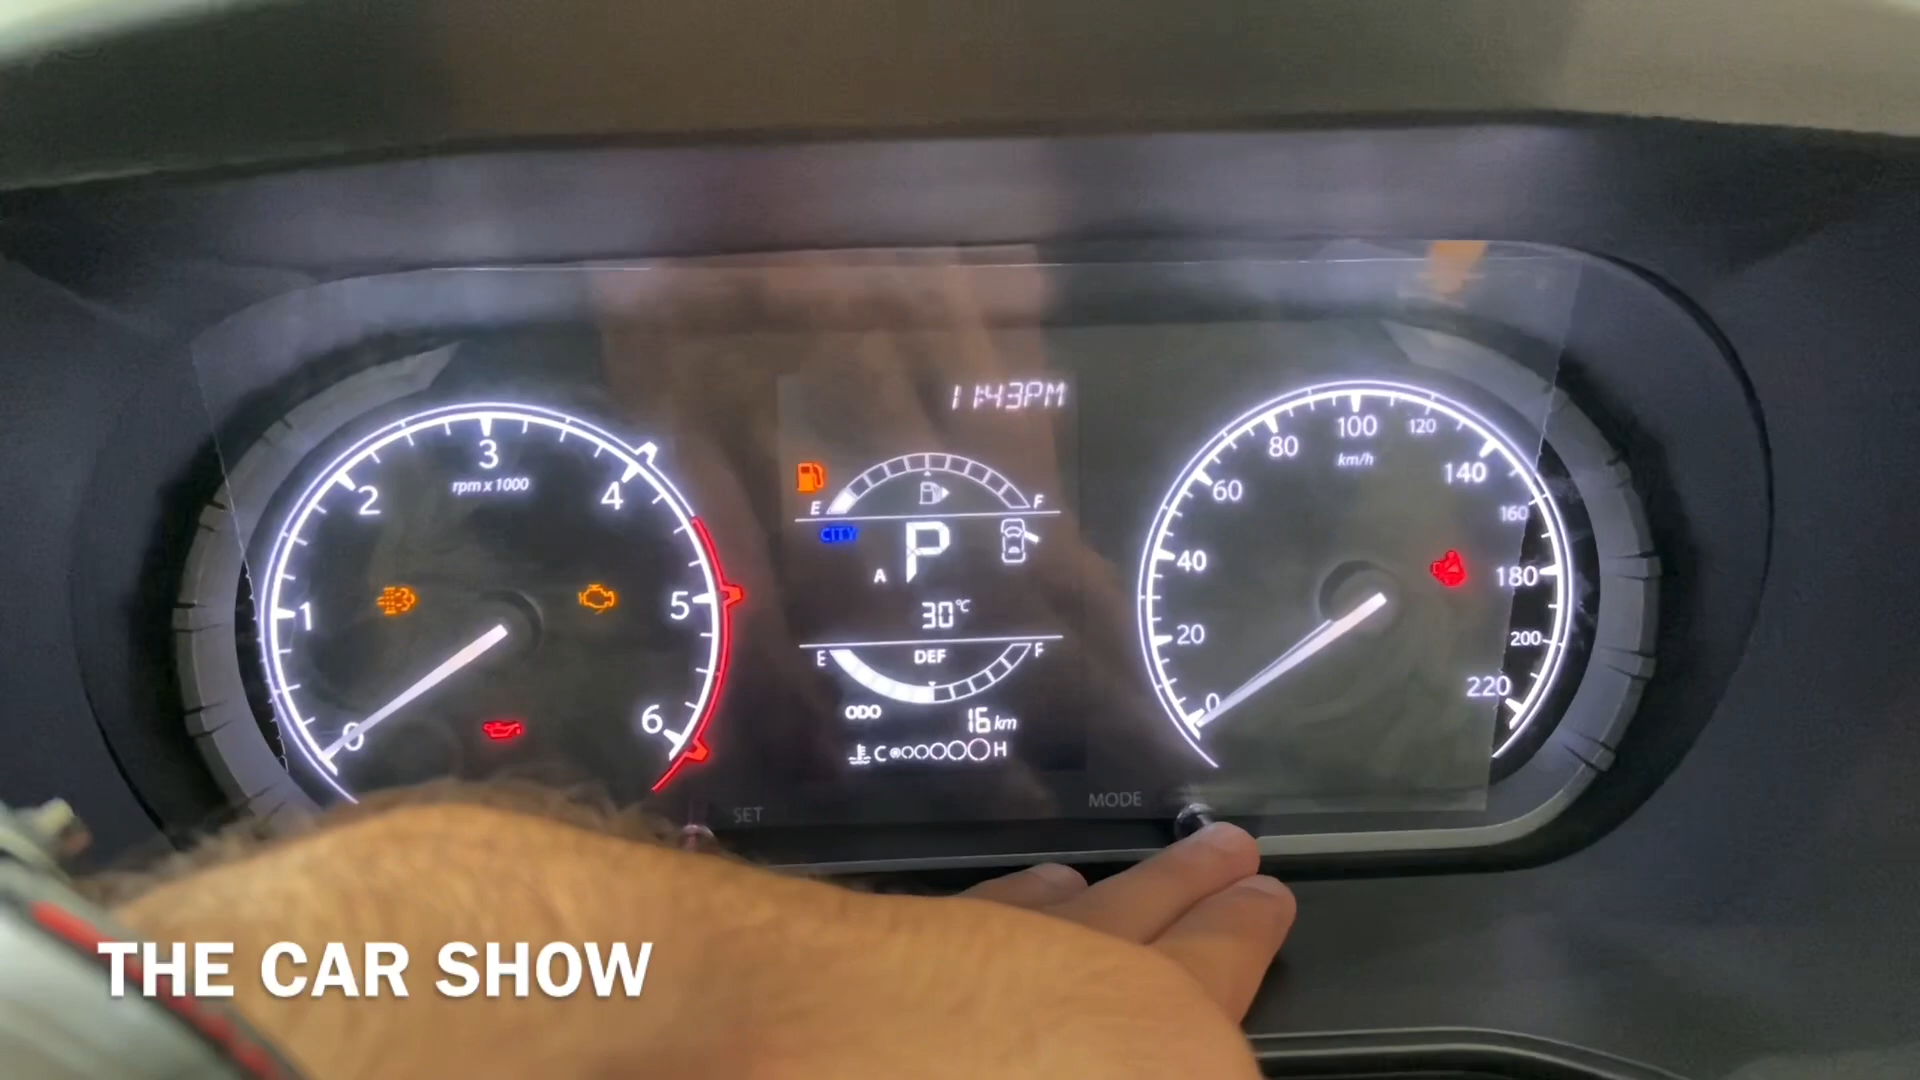 11:43PM
3
rpm x 1000
2
4
1
5
0
6
E
F
CITY
P
A
30°C
E
DEF
F
ODO
16 km
C
H
100
80
120
km/h
60
140
160
40
180
20
200
0
220
SET
MODE
THE CAR SHOW